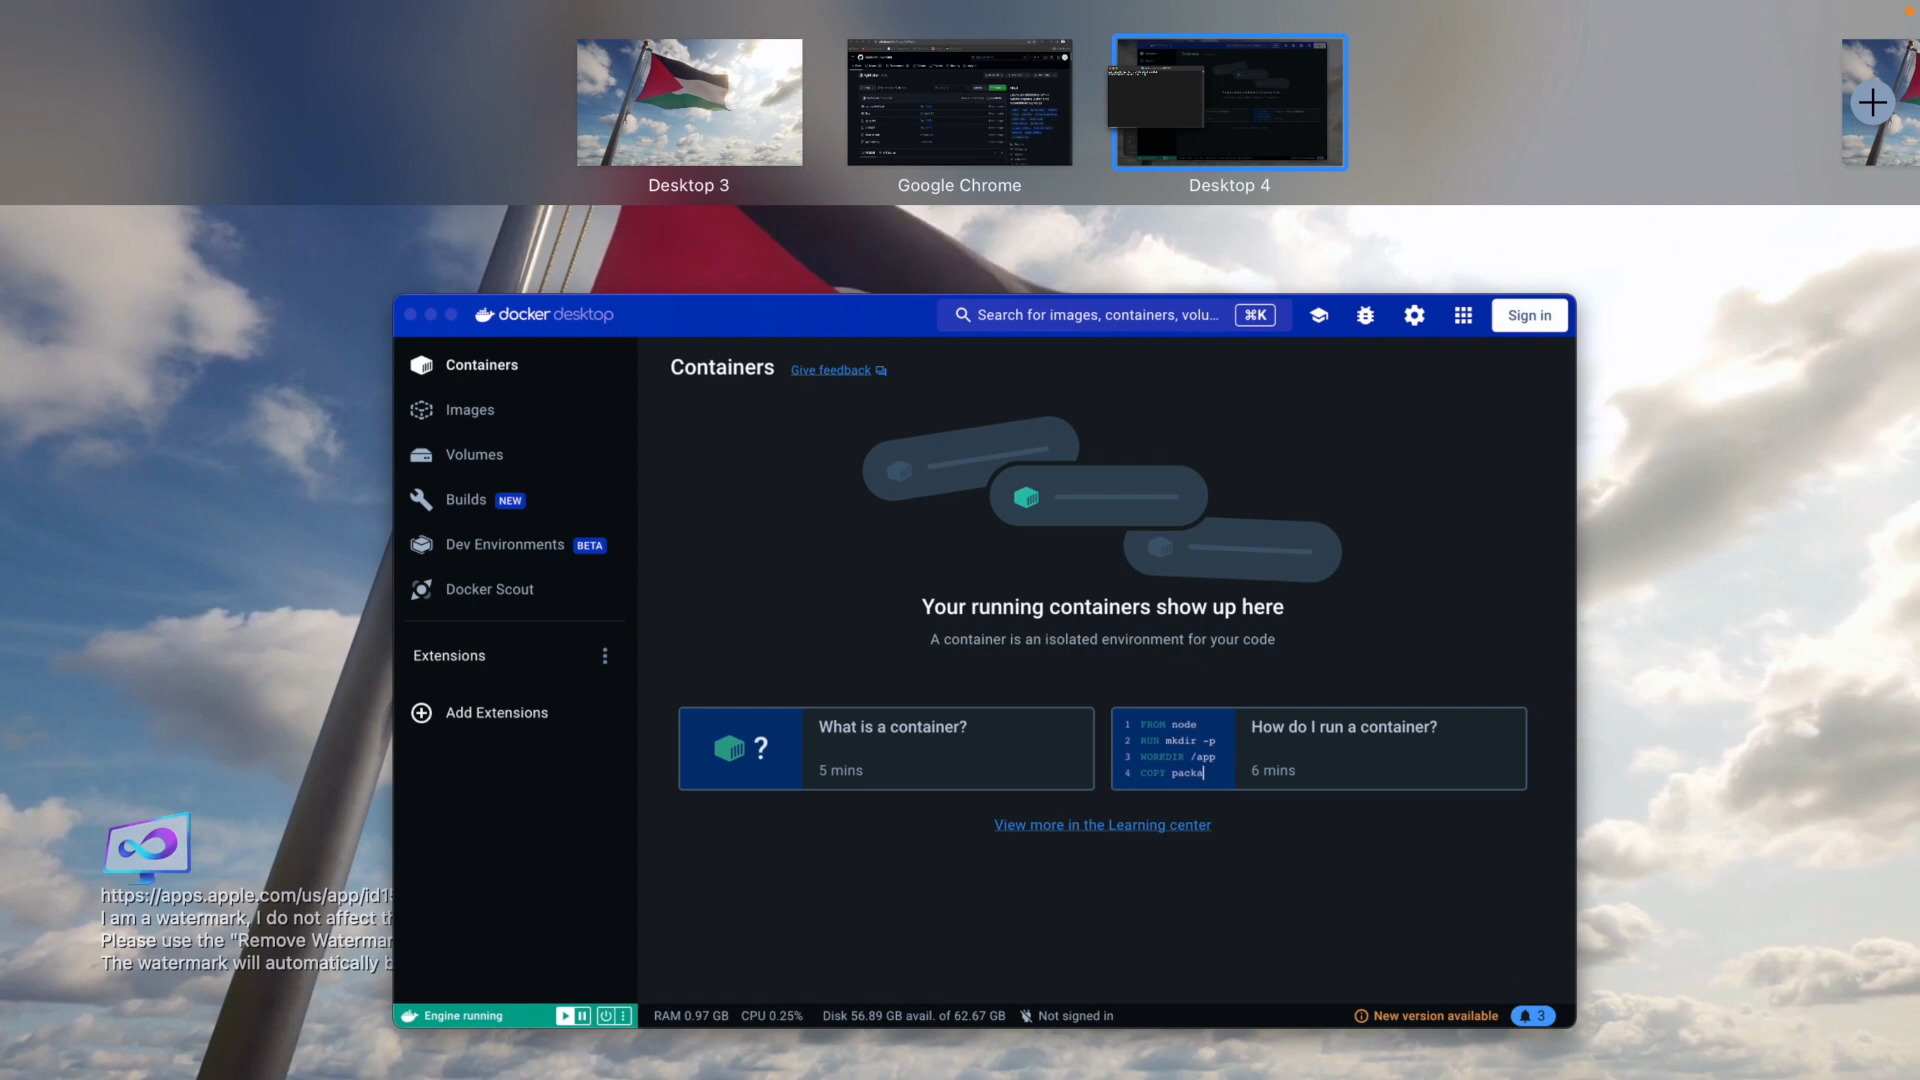 Desktop 3
Google Chrome
Desktop 4
docker desktop
Search for images, containers, volu...
⌘K
Sign in
Containers
Images
Volumes
Builds NEW
Dev Environments BETA
Docker Scout
Extensions
Add Extensions
Containers
Give feedback
Your running containers show up here
A container is an isolated environment for your code
?
What is a container?
5 mins
1 FROM node
2 RUN mkdir -p
3 WORKDIR /app
4 COPY packa
How do I run a container?
6 mins
View more in the Learning center
https://apps.apple.com/us/app/id15
I am a watermark, I do not affect th
Please use the "Remove Watermar
The watermark will automatically b
Engine running
RAM 0.97 GB CPU 0.25% Disk 56.89 GB avail. of 62.67 GB Not signed in
New version available
3